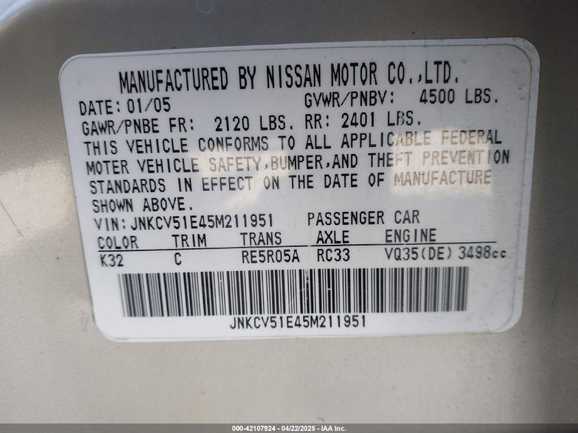 MANUFACTURED BY NISSAN MOTOR CO.,LTD.
DATE: 01/05 GVWR/PNBV: 4500 LBS.
GAWR/PNBE FR: 2120 LBS. RR: 2401 LBS.
THIS VEHICLE CONFORMS TO ALL APPLICABLE FEDERAL
MOTER VEHICLE SAFETY,BUMPER,AND THEFT PREVENTION
STANDARDS IN EFFECT ON THE DATE OF MANUFACTURE
SHOWN ABOVE.
VIN:JNKCV51E45M211951 PASSENGER CAR
COLOR TRIM TRANS AXLE ENGINE
K32 C RE5R05A RC33 VQ35(DE) 3498cc
JNKCV51E45M211951
000-42107924 - 04/22/2025 - IAA Inc.